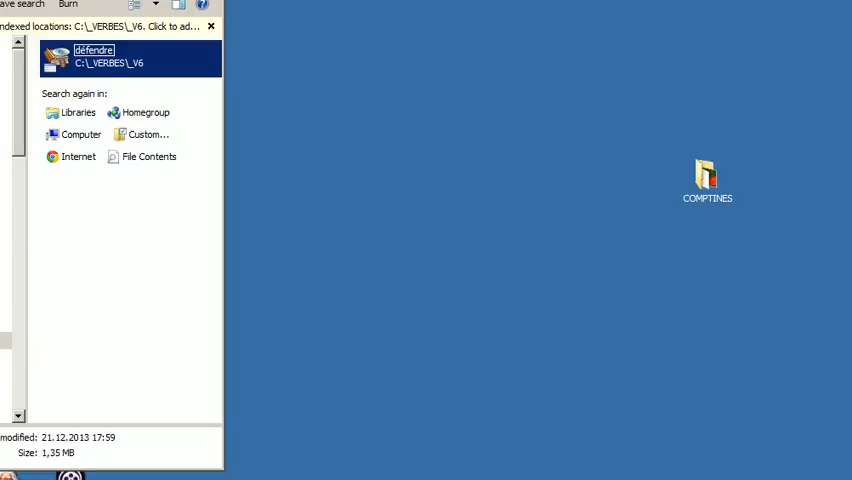 ave search Burn
ndexed locations: C:\_VERBES\_V6. Click to ad...
défendre
C:\_VERBES\_V6
Search again in:
Libraries Homegroup
Computer Custom...
Internet File Contents
COMPTINES
modified: 21.12.2013 17:59
Size: 1,35 MB